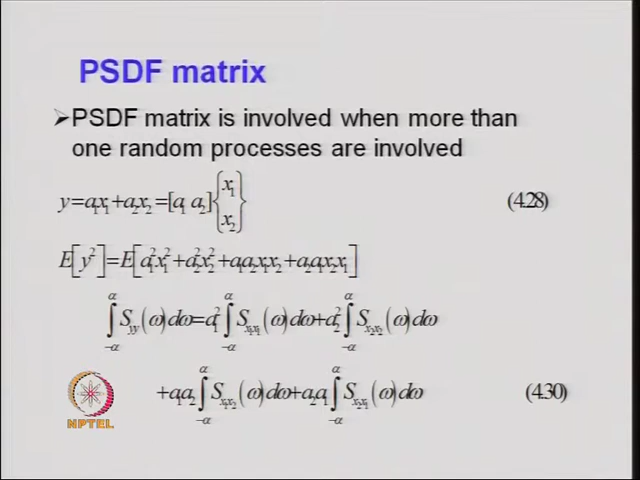 PSDF matrix
➢PSDF matrix is involved when more than
one random processes are involved
y=a₁x₁+a₂x₂=[a₁ a₂]{x₁ x₂} (4.28)
E[y²]=E[a₁²x₁²+a₂²x₂²+a₁a₂x₁x₂+a₂a₁x₂x₁]
∫_{-α}^{α} S_{yy}(ω)dω=a₁² ∫_{-α}^{α} S_{x₁x₁}(ω)dω+a₂² ∫_{-α}^{α} S_{x₂x₂}(ω)dω
+a₁a₂ ∫_{-α}^{α} S_{x₁x₂}(ω)dω+a₂a₁ ∫_{-α}^{α} S_{x₂x₁}(ω)dω (4.30)
NPTEL